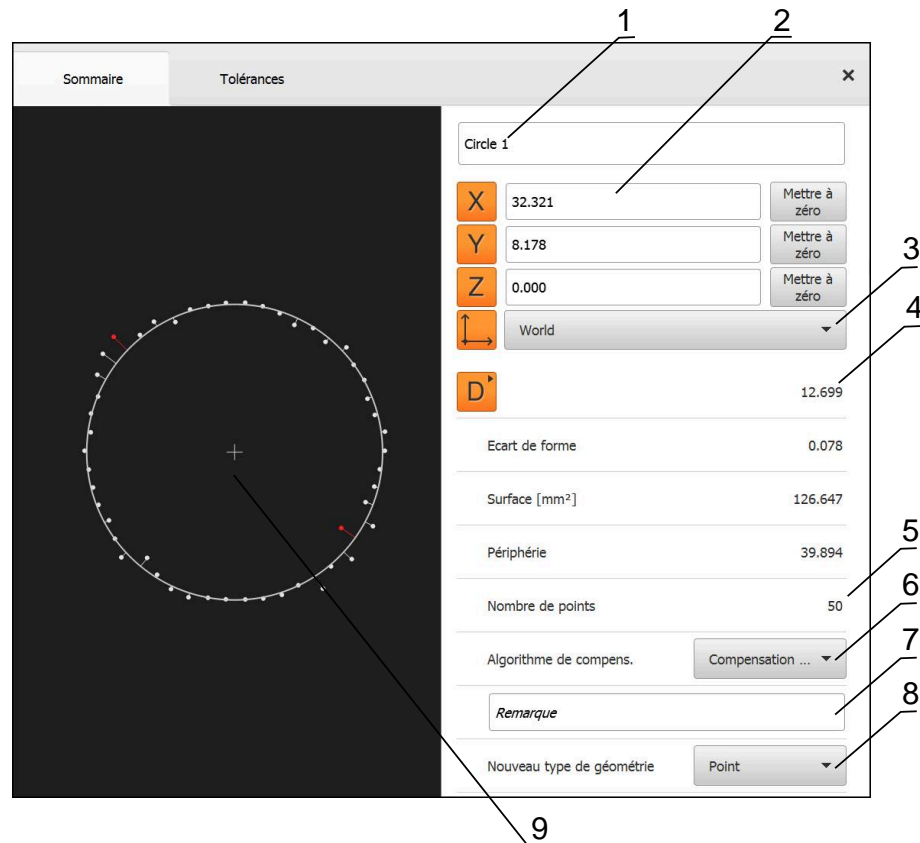 1 2
Sommaire Tolérances ×
Circle 1
X 32.321 Mettre à zéro
Y 8.178 Mettre à zéro
Z 0.000 Mettre à zéro
3
World
4
D 12.699
Ecart de forme 0.078
Surface [mm²] 126.647
Périphérie 39.894
5
Nombre de points 50
6
Algorithme de compens. Compensation ...
7
Remarque
8
Nouveau type de géométrie Point
9